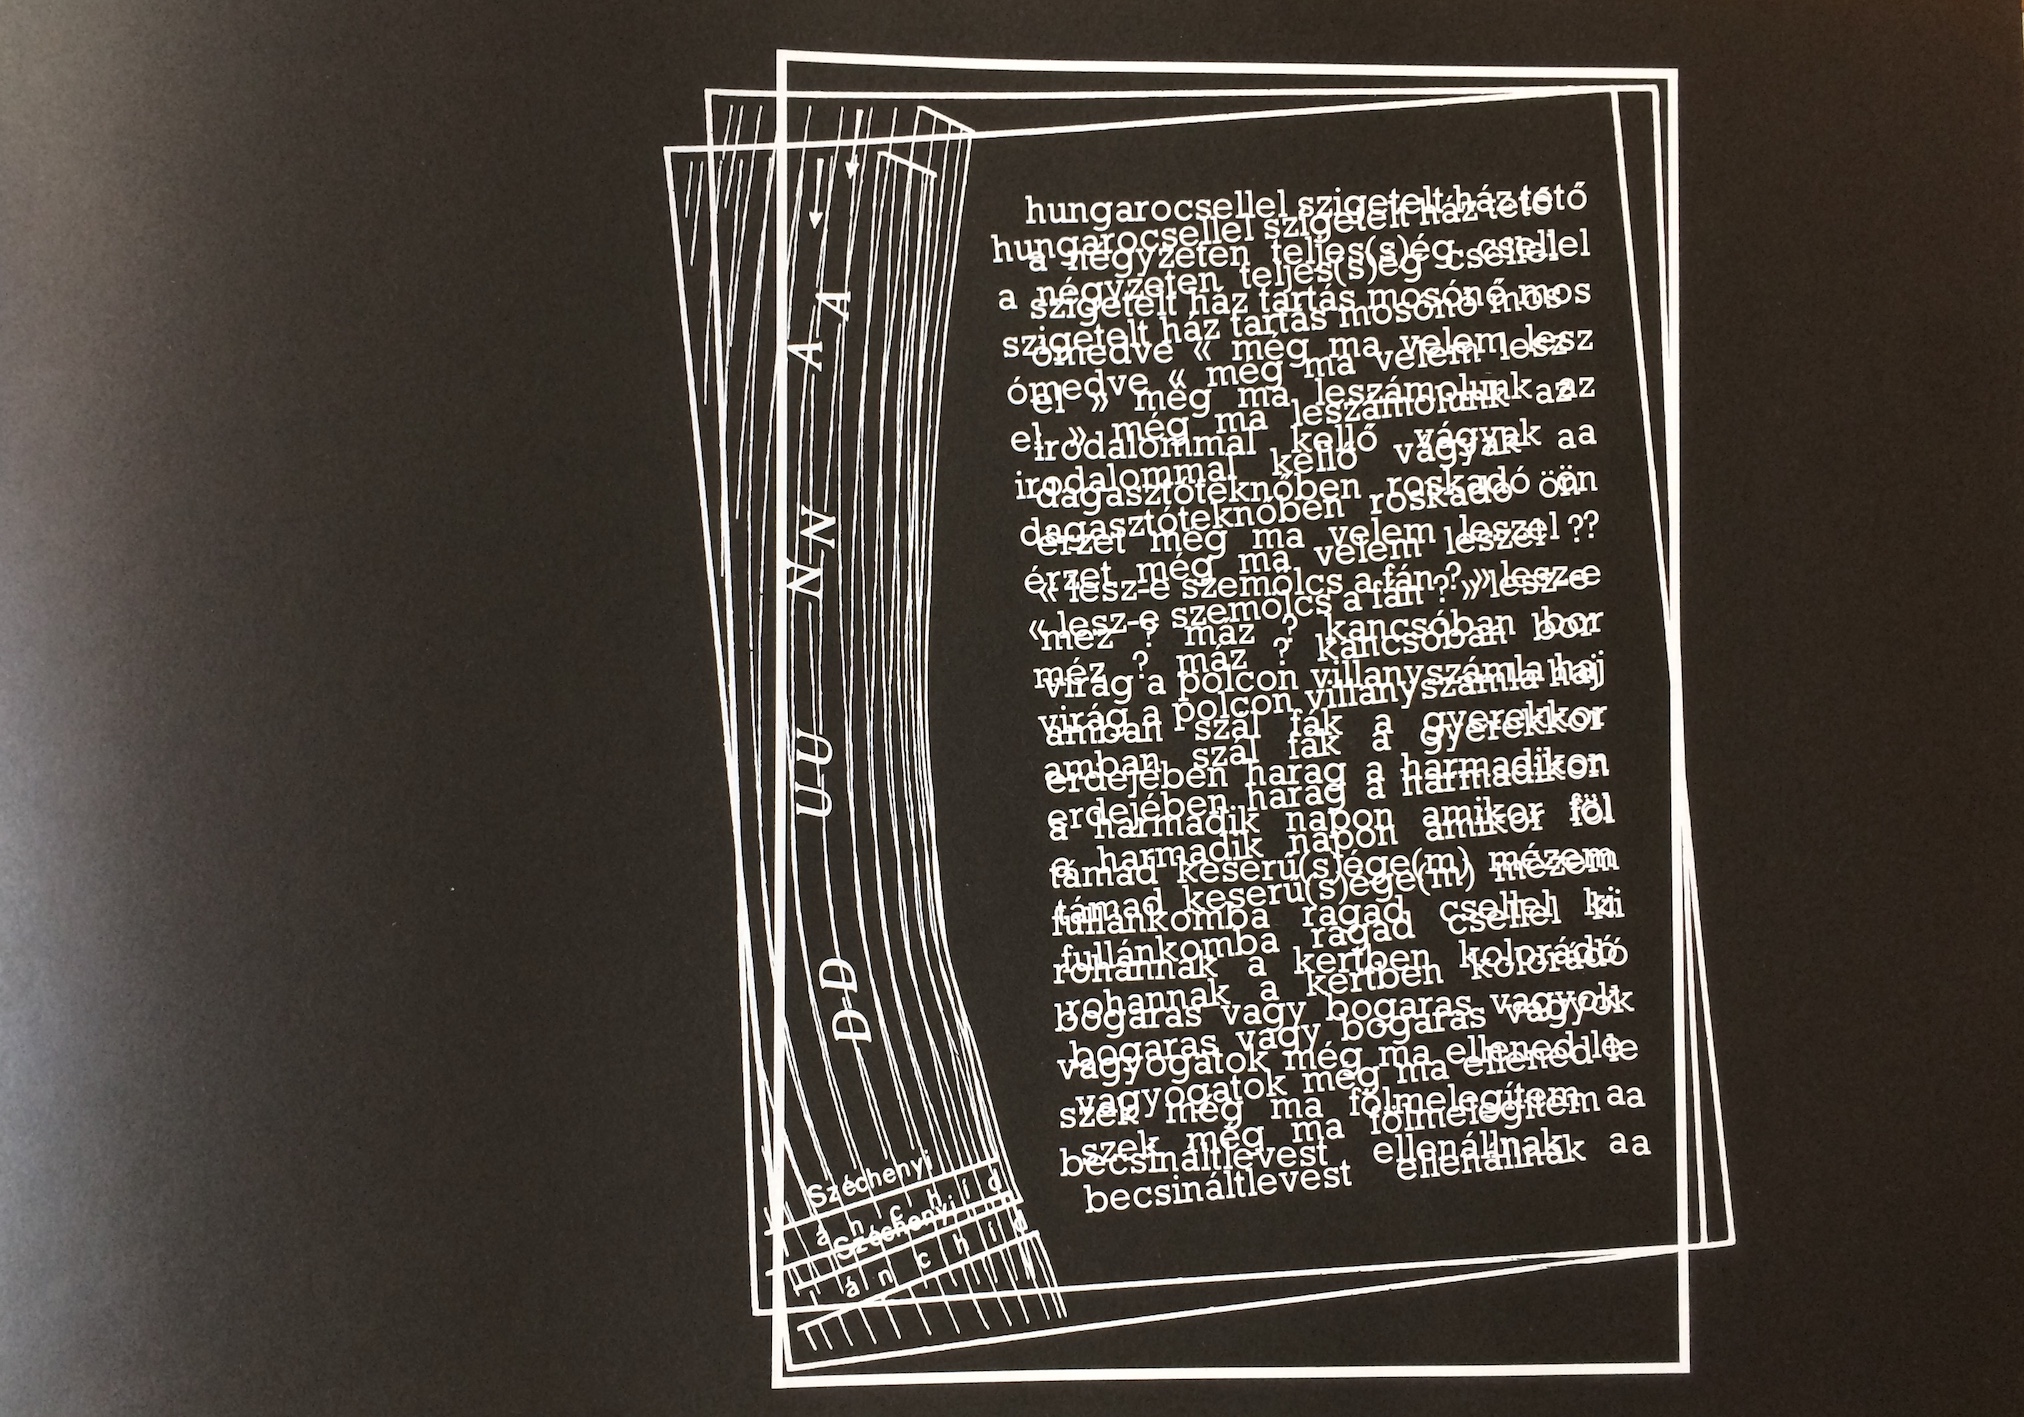 DUNA
DUNA
Széchenyi
lánchíd
Széchenyi
lánchíd
hungarocsellel szigetelt ház tető
hungarocsellel szigetelt ház tető
a négyzeten teljes(s)ég csellel
a négyzeten teljes(s)ég csellel
szigetelt ház tartás mosónő mos
szigetelt ház tartás mosónő mos
ómedve « még ma velem lesz
ómedve « még ma velem lesz
el » még ma leszámolunk az
el » még ma leszámolunk az
irodalommal kellő vágyak aa
irodalommal kellő vágyak
dagasztóteknőben roskadó ön
dagasztóteknőben roskadó ön
érzet még ma velem leszel ??
érzet még ma velem leszel
« lesz-e szemölcs a fán ? » lesz-e
« lesz-e szemölcs a fán ? » lesz-e
méz ? máz ? kancsóban bor
méz ? máz ? kancsóban bor
virág a polcon villanyszámla haj
virág a polcon villanyszámla haj
amban szál fák a gyerekkor
amban szál fák a gyerekkor
erdejében harag a harmadikon
erdejében harag a harmadikon
a harmadik napon amikor föl
a harmadik napon amikor föl
támad keserű(s)ége(m) mézem
támad keserű(s)ége(m) mézem
fullánkomba ragad csellel ki
fullánkomba ragad csellel ki
rohannak a kertben kolorádó
rohannak a kertben kolorádó
bogaras vagy bogaras vagyok
bogaras vagy bogaras vagyok
vagyogatok még ma ellened le
vagyogatok még ma ellened le
szek még ma fölmelegítem a
szek még ma fölmelegítem a
becsináltlevest ellenállnak a
becsináltlevest ellenállnak a